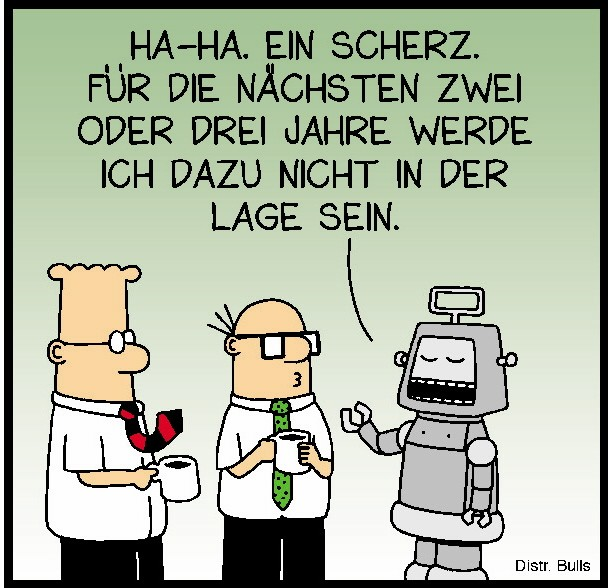 HA-HA. EIN SCHERZ.
FÜR DIE NÄCHSTEN ZWEI
ODER DREI JAHRE WERDE
ICH DAZU NICHT IN DER
LAGE SEIN.
Distr. Bulls